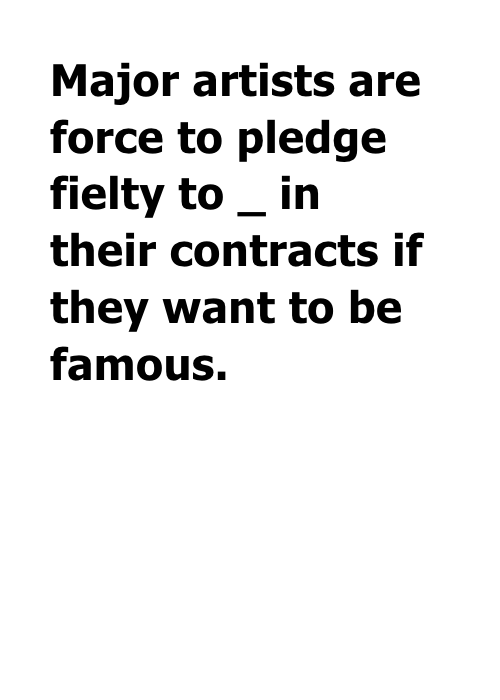 Major artists are
force to pledge
fielty to _ in
their contracts if
they want to be
famous.